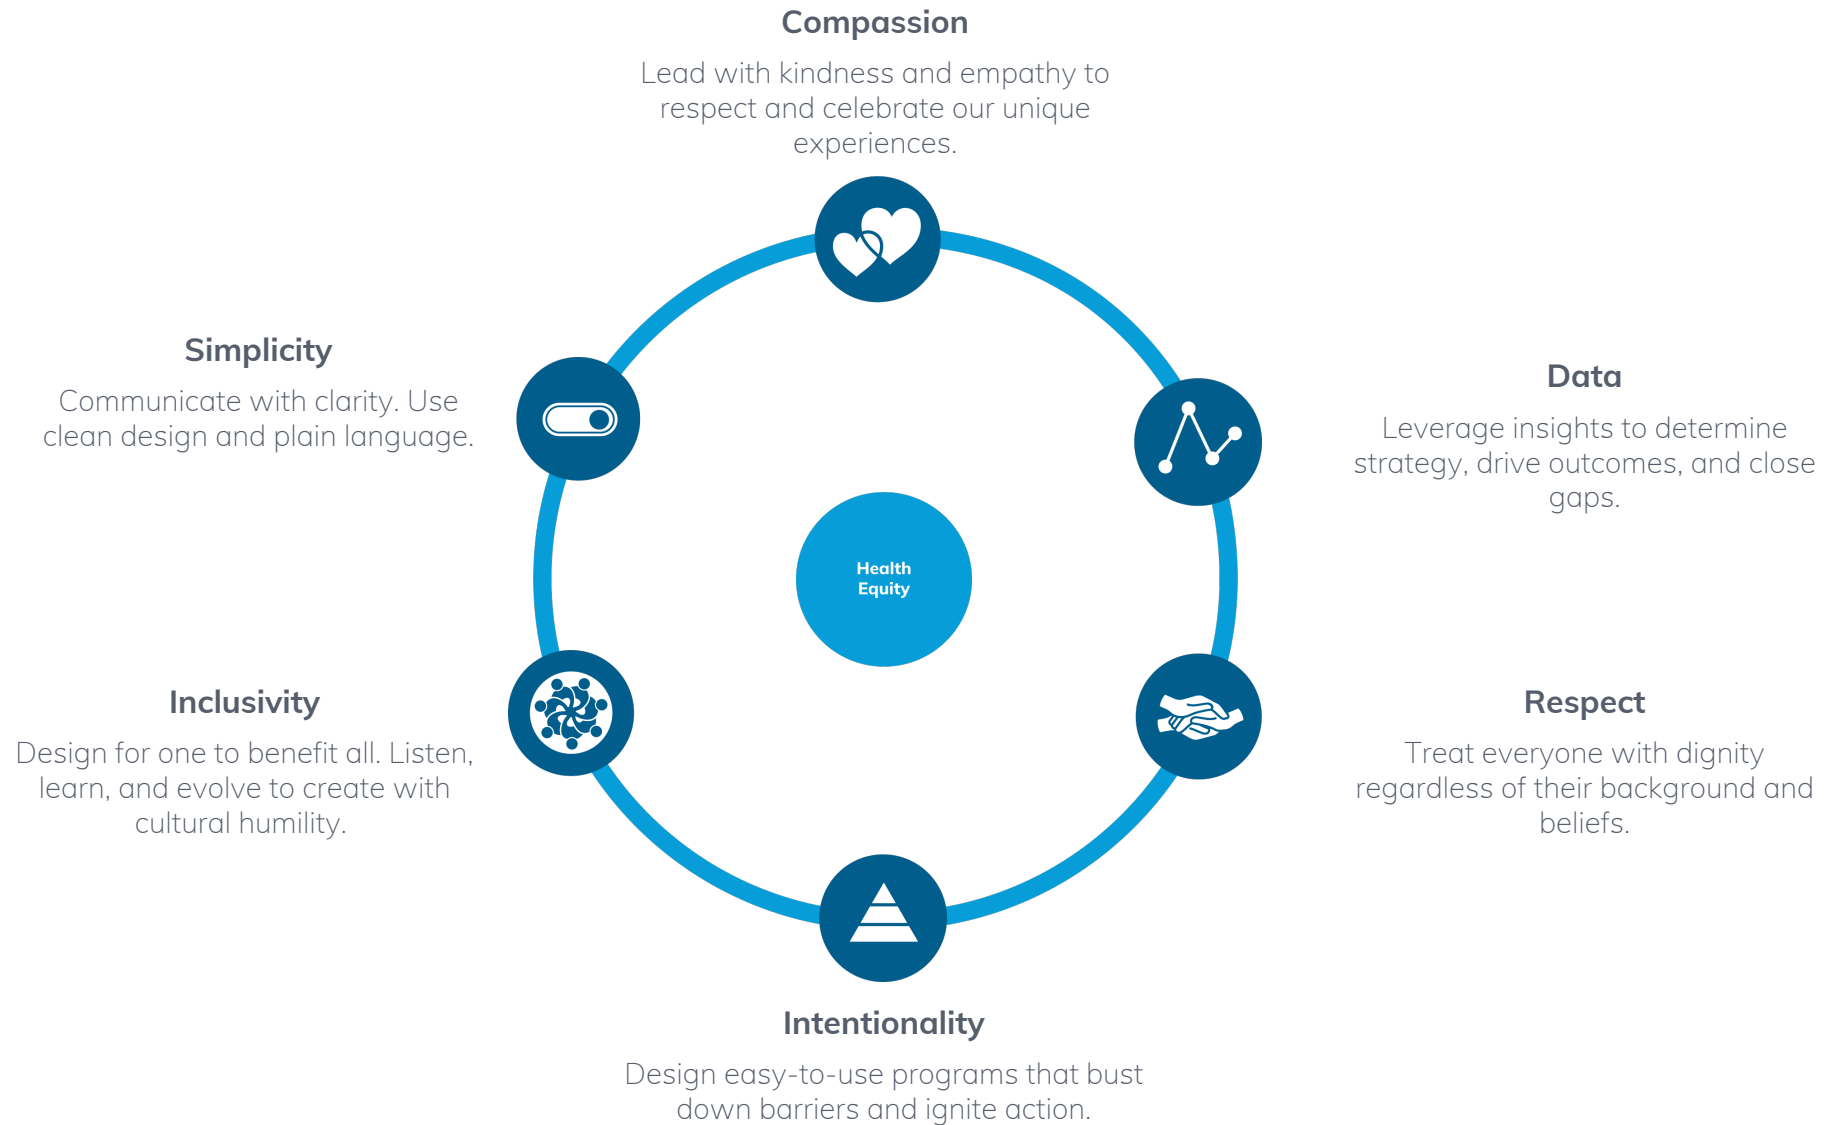 Compassion
Lead with kindness and empathy to
respect and celebrate our unique
experiences.
Simplicity
Communicate with clarity. Use
clean design and plain language.
Data
Leverage insights to determine
strategy, drive outcomes, and close
gaps.
Health
Equity
Inclusivity
Design for one to benefit all. Listen,
learn, and evolve to create with
cultural humility.
Respect
Treat everyone with dignity
regardless of their background and
beliefs.
Intentionality
Design easy-to-use programs that bust
down barriers and ignite action.